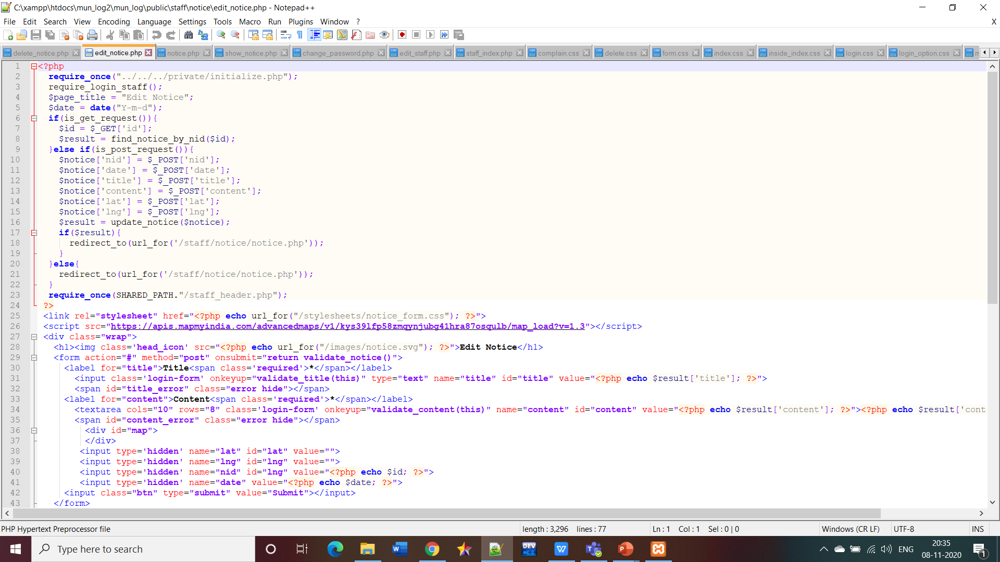 C:\xampp\htdocs\mun_log2\mun_log\public\staff\notice\edit_notice.php - Notepad++
File Edit Search View Encoding Language Settings Tools Macro Run Plugins Window ? X
delete_notice.php edit_notice.php notice.php show_notice.php change_password.php edit_staff.php staff_index.php complain.css delete.css form.css index.css inside_index.css login.css login_option.css
1 <?php
2 require_once("../../../private/initialize.php");
3 require_login_staff();
4 $page_title = "Edit Notice";
5 $date = date("Y-m-d");
6 if(is_get_request()){
7 $id = $_GET['id'];
8 $result = find_notice_by_nid($id);
9 }else if(is_post_request()){
10 $notice['nid'] = $_POST['nid'];
11 $notice['date'] = $_POST['date'];
12 $notice['title'] = $_POST['title'];
13 $notice['content'] = $_POST['content'];
14 $notice['lat'] = $_POST['lat'];
15 $notice['lng'] = $_POST['lng'];
16 $result = update_notice($notice);
17 if($result){
18 redirect_to(url_for('/staff/notice/notice.php'));
19 }
20 }else{
21 redirect_to(url_for('/staff/notice/notice.php'));
22 }
23 require_once(SHARED_PATH."/staff_header.php");
24 ?>
25 <link rel="stylesheet" href="<?php echo url_for("/stylesheets/notice_form.css"); ?>">
26 <script src="https://apis.mapmyindia.com/advancedmaps/v1/kys39lfp58zmqynjubg41hra87osqulb/map_load?v=1.3"></script>
27 <div class="wrap">
28 <h1><img class='head_icon' src="<?php echo url_for("/images/notice.svg"); ?>">Edit Notice</h1>
29 <form action="#" method="post" onsubmit="return validate_notice()">
30 <label for="title">Title<span class='required'>*</span></label>
31 <input class='login-form' onkeyup="validate_title(this)" type="text" name="title" id="title" value="<?php echo $result['title']; ?>">
32 <span id="title_error" class="error hide"></span>
33 <label for="content">Content<span class='required'>*</span></label>
34 <textarea cols="10" rows="8" class='login-form' onkeyup="validate_content(this)" name="content" id="content" value="<?php echo $result['content']; ?>"><?php echo $result['cont
35 <span id="content_error" class="error hide"></span>
36 <div id="map">
37 </div>
38 <input type='hidden' name="lat" id="lat" value="">
39 <input type='hidden' name="lng" id="lng" value="">
40 <input type='hidden' name="nid" id="lng" value="<?php echo $id; ?>">
41 <input type='hidden' name="date" value="<?php echo $date; ?>">
42 <input class="btn" type="submit" value="Submit"></input>
43 </form>
PHP Hypertext Preprocessor file length : 3,296 lines : 77 Ln : 1 Col : 1 Sel : 0 | 0 Windows (CR LF) UTF-8 INS
Type here to search
ENG
20:35
08-11-2020
1